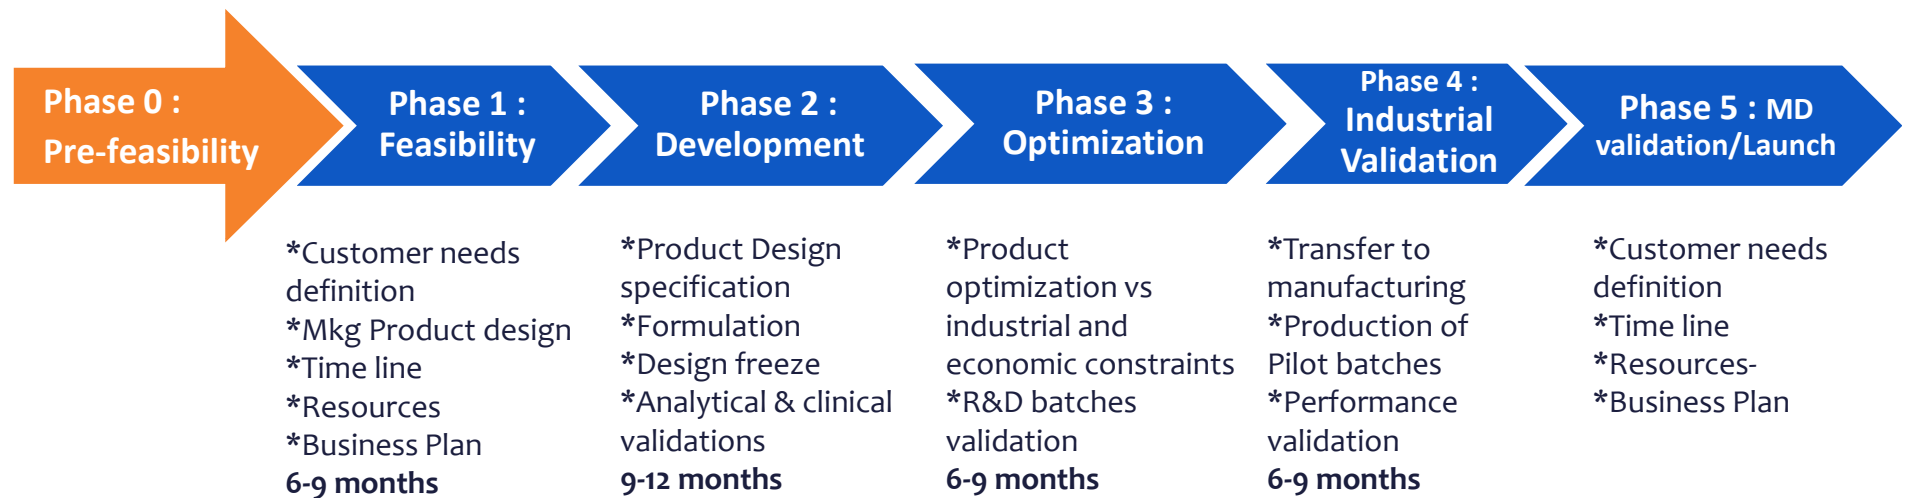 Phase 0 :
Pre-feasibility
Phase 1 :
Feasibility
Phase 2 :
Development
Phase 3 :
Optimization
Phase 4 :
Industrial
Validation
Phase 5 : MD
validation/Launch
*Customer needs
definition
*Mkg Product design
*Time line
*Resources
*Business Plan
6-9 months
*Product Design
specification
*Formulation
*Design freeze
*Analytical & clinical
validations
9-12 months
*Product
optimization vs
industrial and
economic constraints
*R&D batches
validation
6-9 months
*Transfer to
manufacturing
*Production of
Pilot batches
*Performance
validation
6-9 months
*Customer needs
definition
*Time line
*Resources-
*Business Plan